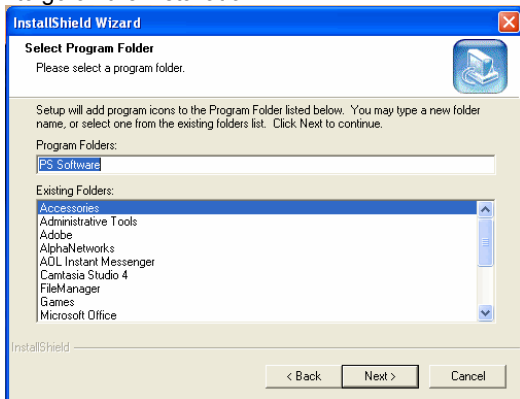 InstallShield Wizard
Select Program Folder
Please select a program folder.
Setup will add program icons to the Program Folder listed below. You may type a new folder
name, or select one from the existing folders list. Click Next to continue.
Program Folders:
PS Software
Existing Folders:
Accessories
Administrative Tools
Adobe
AlphaNetworks
AOL Instant Messenger
Camtasia Studio 4
FileManager
Games
Microsoft Office
InstallShield
< Back
Next >
Cancel